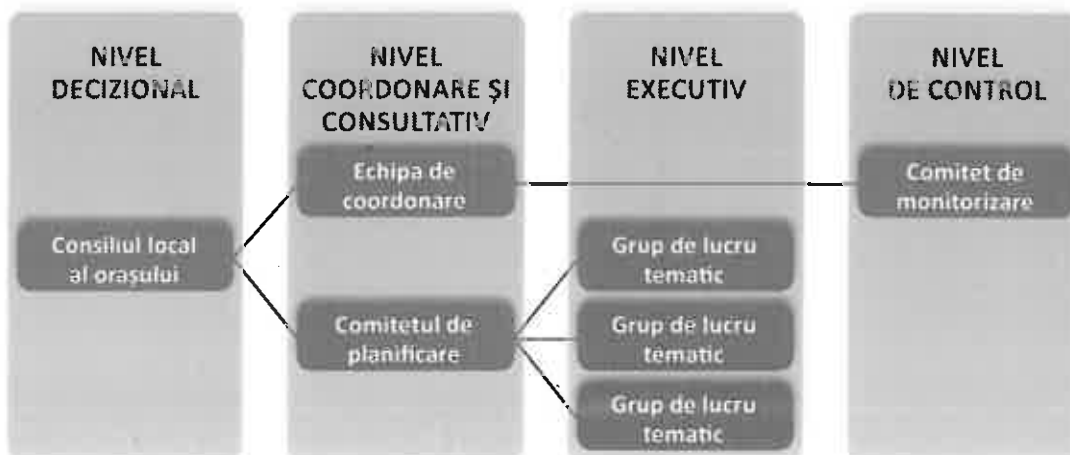 NIVEL
DECIZIONAL
Consiliul local
al orașului
NIVEL
COORDONARE ȘI
CONSULTATIV
Echipa de
coordonare
Comitetul de
planificare
NIVEL
EXECUTIV
Grup de lucru
tematic
Grup de lucru
tematic
Grup de lucru
tematic
NIVEL
DE CONTROL
Comitet de
monitorizare